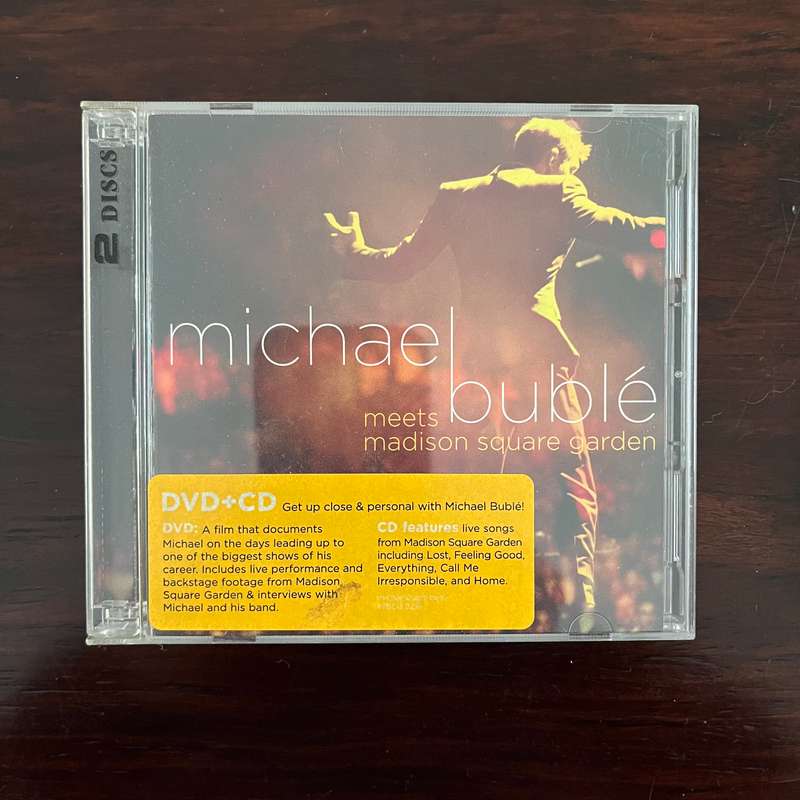 2 DISCS
michael
bublé
meets
madison square garden
DVD+CD Get up close & personal with Michael Bublé!
DVD: A film that documents
Michael on the days leading up to
one of the biggest shows of his
career. Includes live performance and
backstage footage from Madison
Square Garden & interviews with
Michael and his band.
CD features live songs
from Madison Square Garden
including Lost, Feeling Good,
Everything, Call Me
Irresponsible, and Home.